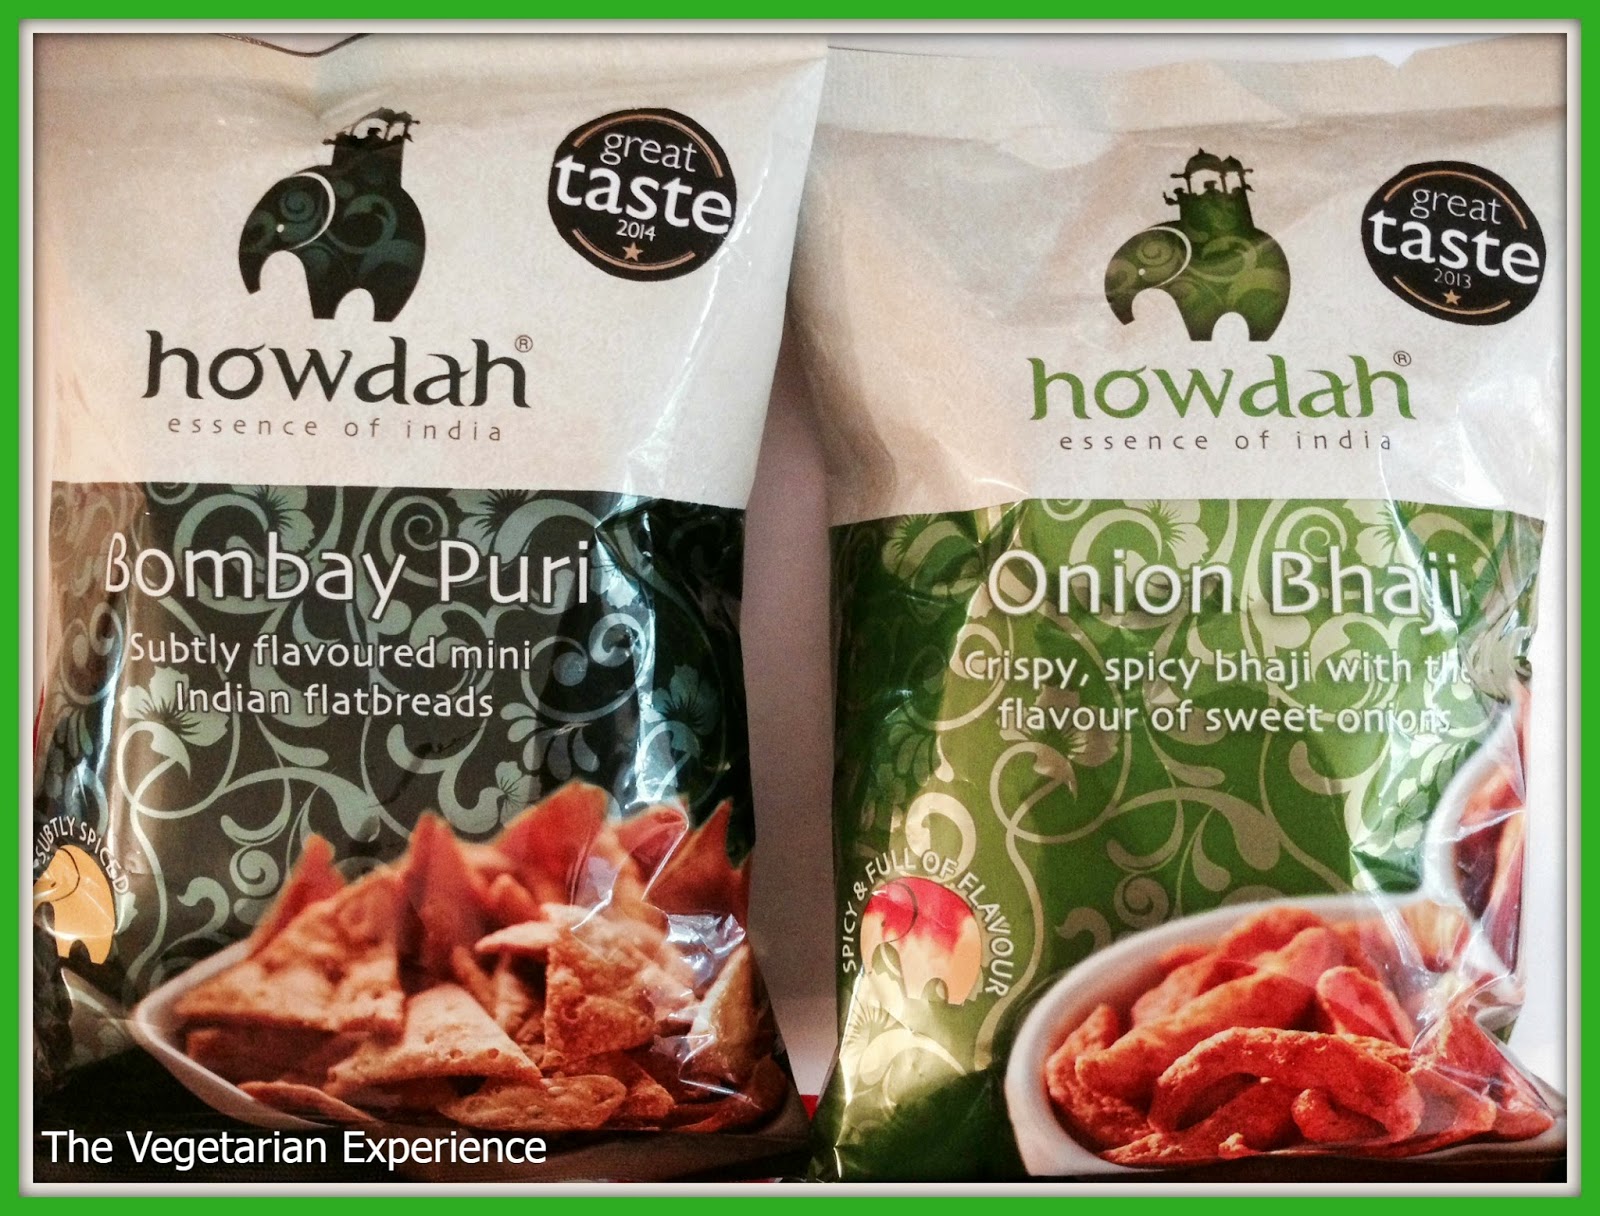 great
taste
2014
howdah®
essence of india
Bombay Puri
Subtly flavoured mini
Indian flatbreads
SUBTLY SPICED
great
taste
2013
howdah®
essence of india
Onion Bhaji
Crispy, spicy bhaji with th
flavour of sweet onions
SPICY & FULL OF FLAVOUR
The Vegetarian Experience